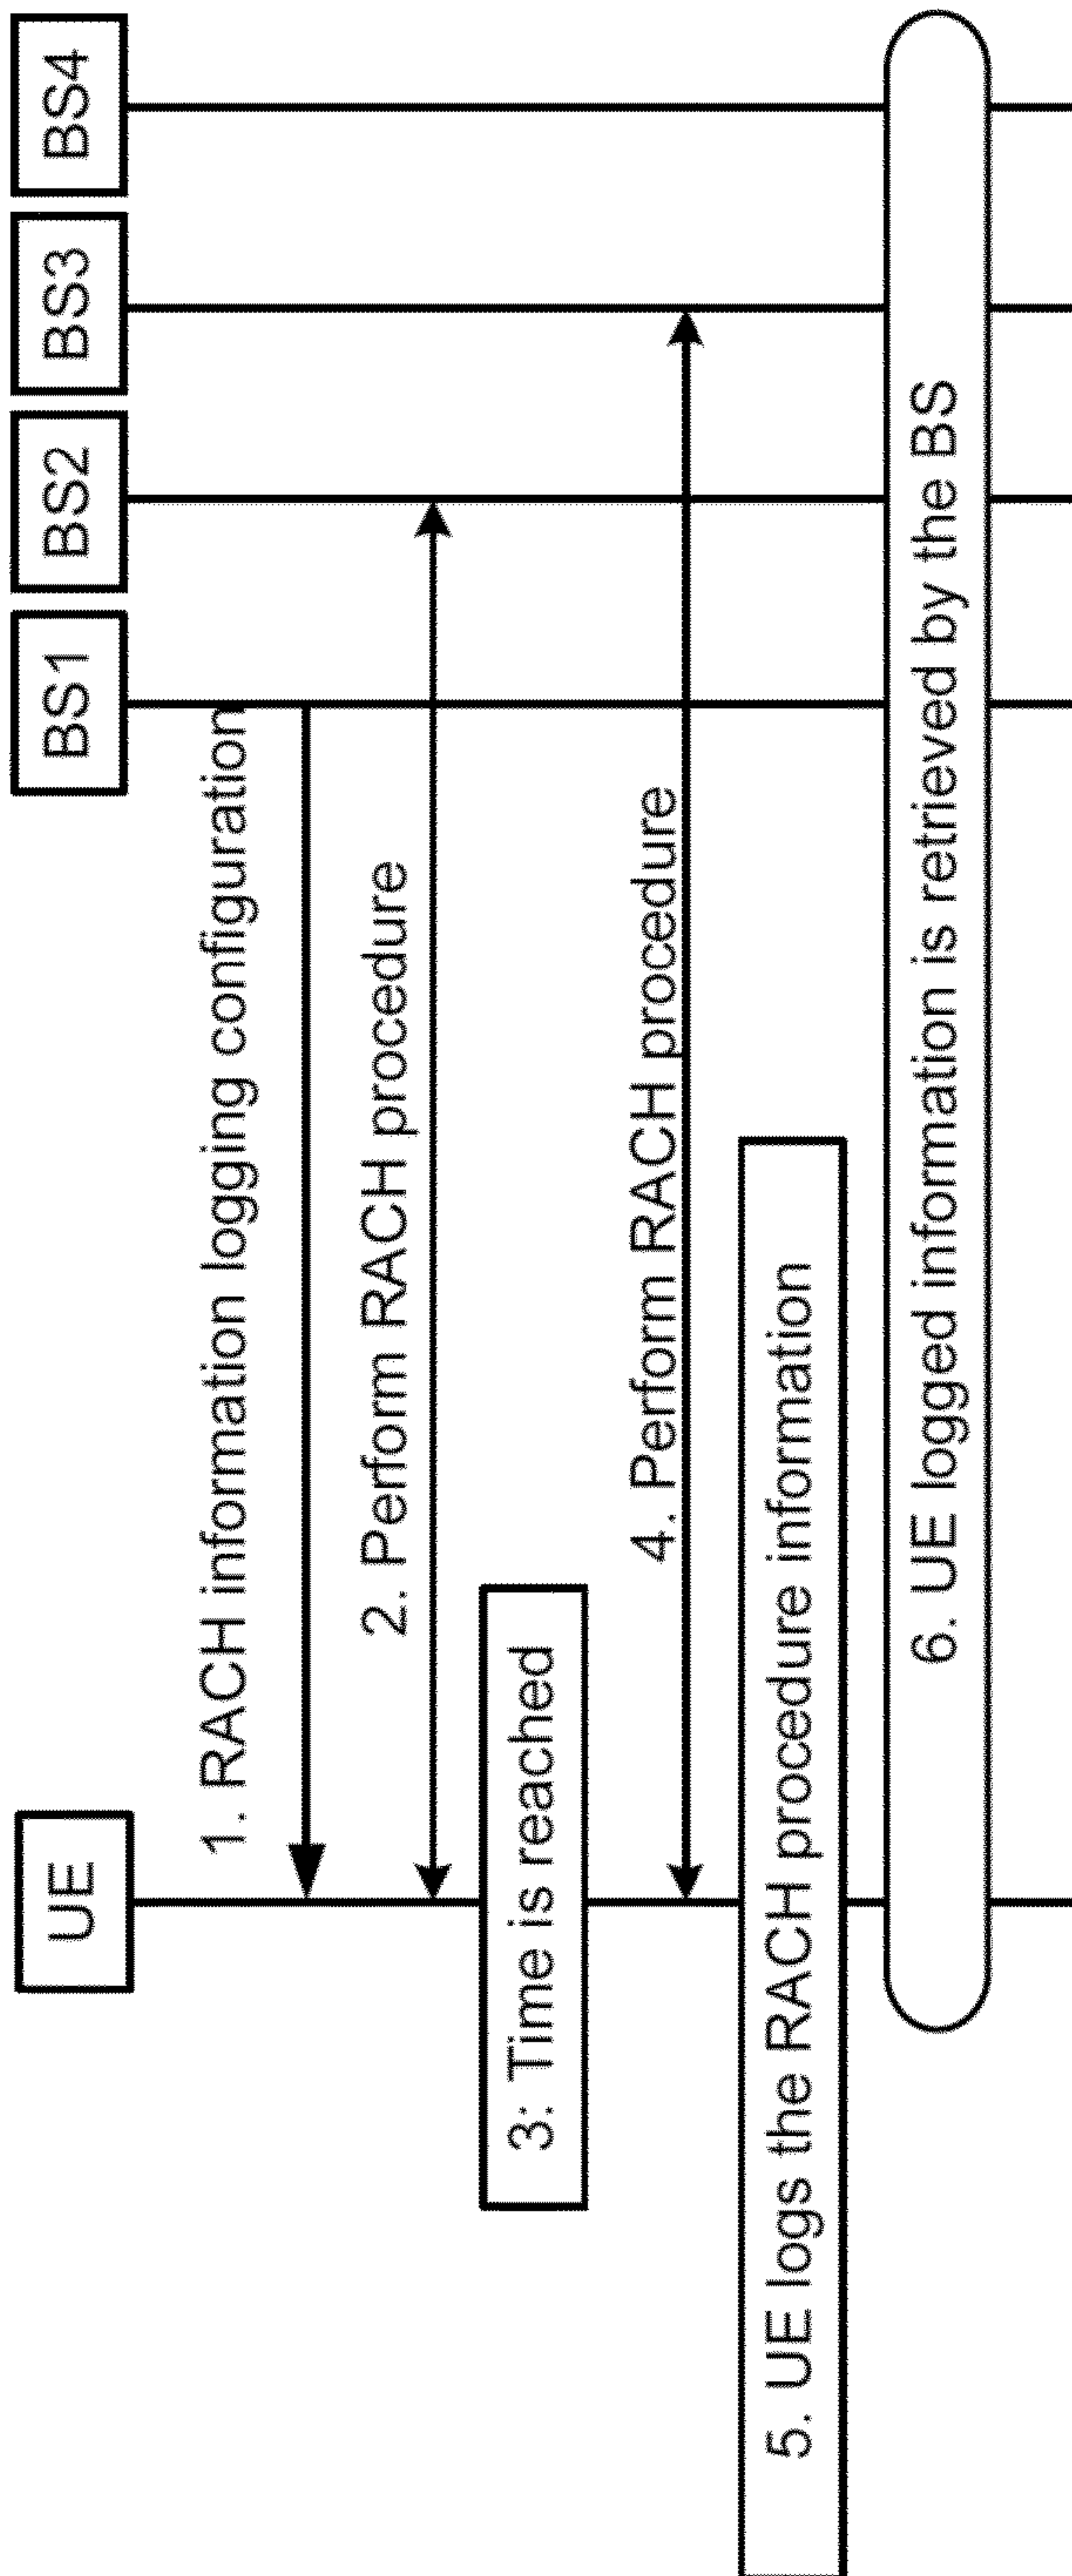 UE
BS1
BS2
BS3
BS4
1. RACH information logging configuration
2. Perform RACH procedure
3: Time is reached
4. Perform RACH procedure
5. UE logs the RACH procedure information
6. UE logged information is retrieved by the BS